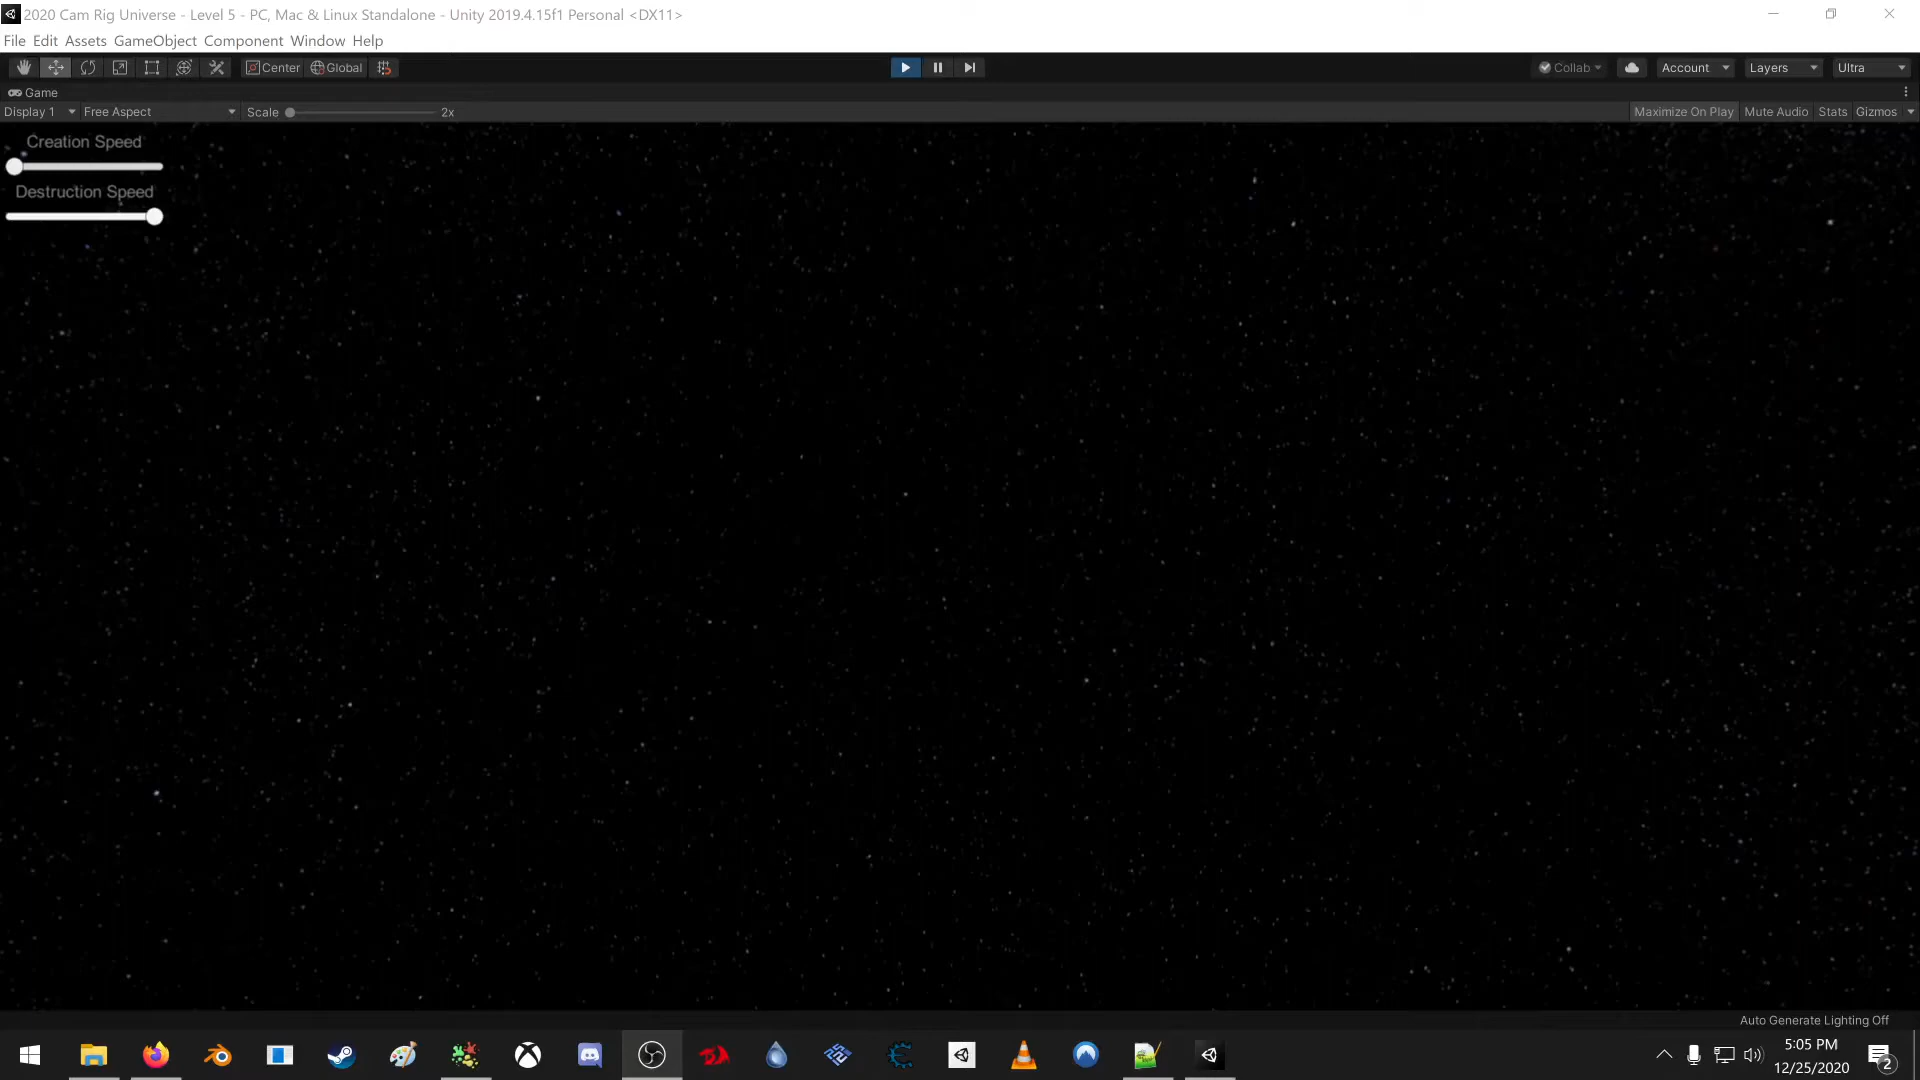 2020 Cam Rig Universe - Level 5 - PC, Mac & Linux Standalone - Unity 2019.4.15f1 Personal <DX11>
File Edit Assets GameObject Component Window Help
Center Global Collab Account Layers Ultra
Game
Display 1 Free Aspect Scale 2x Maximize On Play Mute Audio Stats Gizmos
Creation Speed
Destruction Speed
Auto Generate Lighting Off
5:05 PM
12/25/2020
2